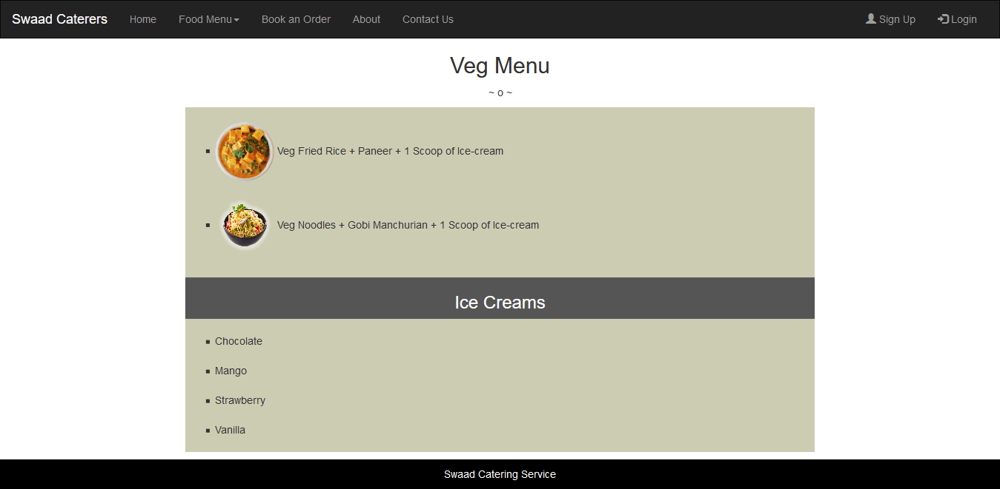 Swaad Caterers Home Food Menu Book an Order About Contact Us Sign Up Login
Veg Menu
~ o ~
Veg Fried Rice + Paneer + 1 Scoop of Ice-cream
Veg Noodles + Gobi Manchurian + 1 Scoop of Ice-cream
Ice Creams
Chocolate
Mango
Strawberry
Vanilla
Swaad Catering Service